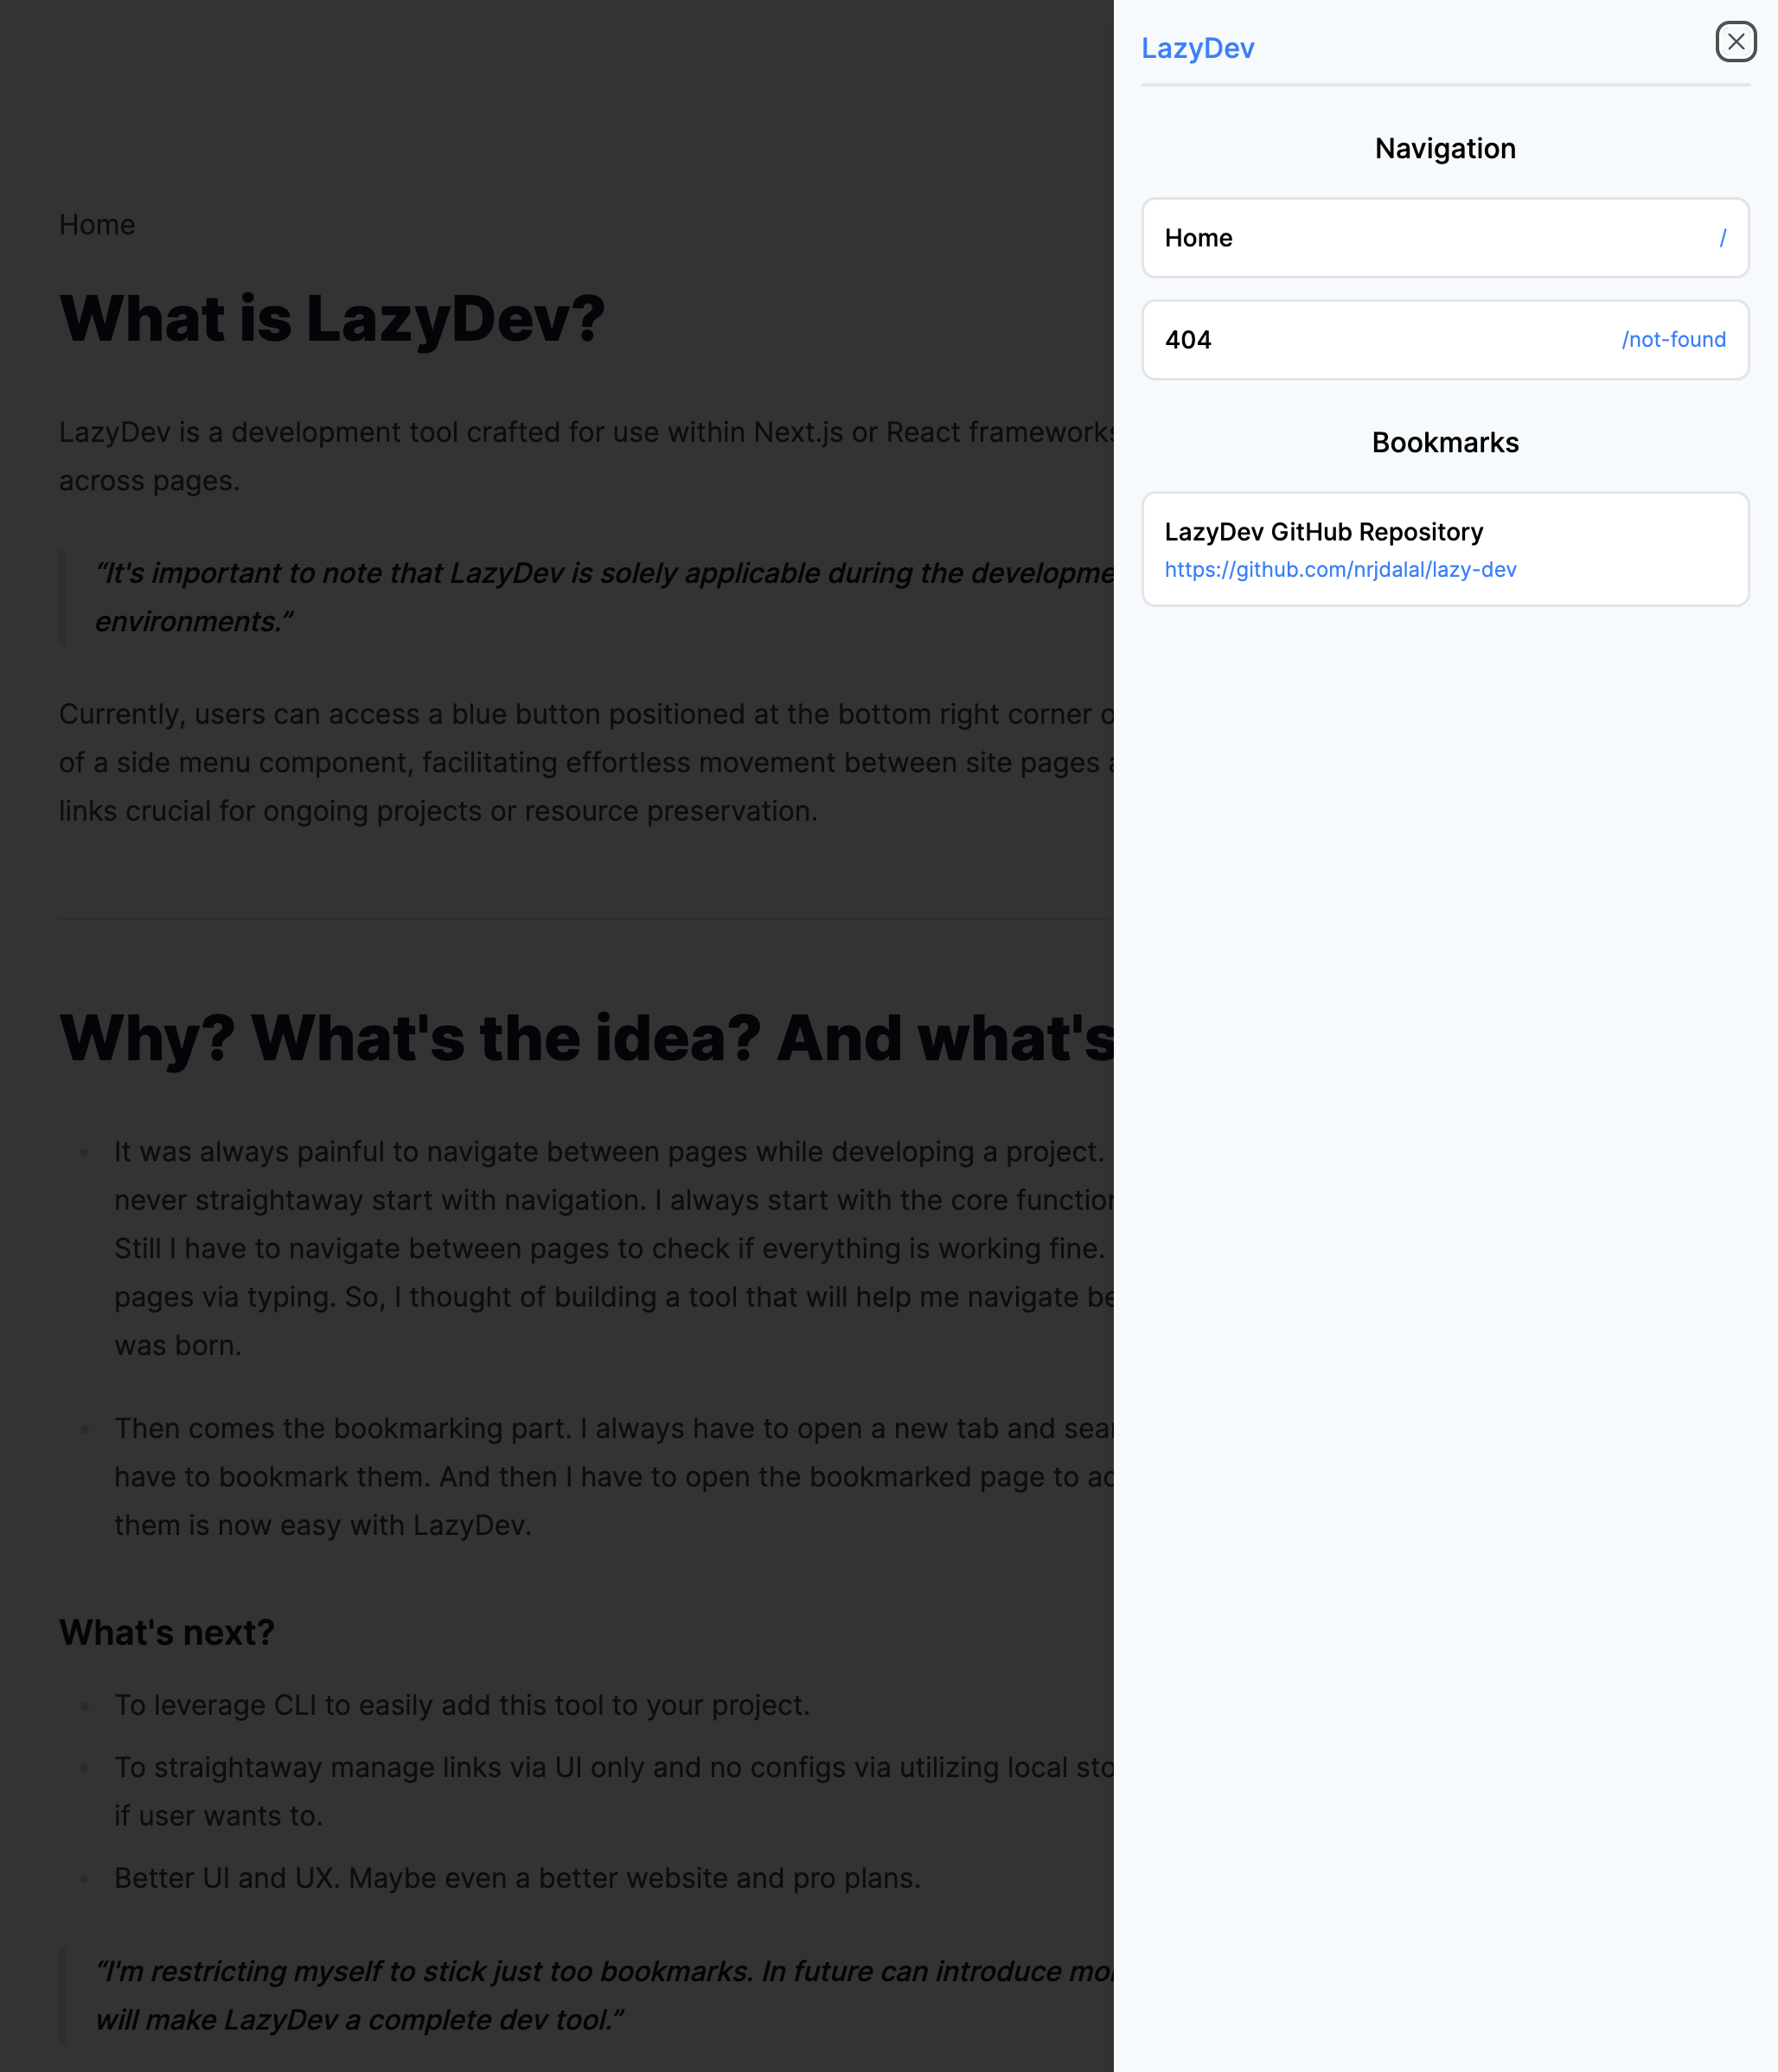 Home
What is LazyDev?
LazyDev is a development tool crafted for use within Next.js or React frameworks
across pages.
“It's important to note that LazyDev is solely applicable during the
environments.”
Currently, users can access a blue button positioned at the bottom right corner
of a side menu component, facilitating effortless movement between site pages
links crucial for ongoing projects or resource preservation.
Why? What's the idea? And what's
It was always painful to navigate between pages while developing a project.
never straightaway start with navigation. I always start with the core
Still I have to navigate between pages to check if everything is working fine.
pages via typing. So, I thought of building a tool that will help me navigate
was born.
Then comes the bookmarking part. I always have to open a new tab and
have to bookmark them. And then I have to open the bookmarked page to
them is now easy with LazyDev.
What's next?
To leverage CLI to easily add this tool to your project.
To straightaway manage links via UI only and no configs via utilizing local
if user wants to.
Better UI and UX. Maybe even a better website and pro plans.
“I'm restricting myself to stick just too bookmarks. In future can introduce
will make LazyDev a complete dev tool.”
LazyDev
Navigation
Home /
404 /not-found
Bookmarks
LazyDev GitHub Repository
https://github.com/nrjdalal/lazy-dev